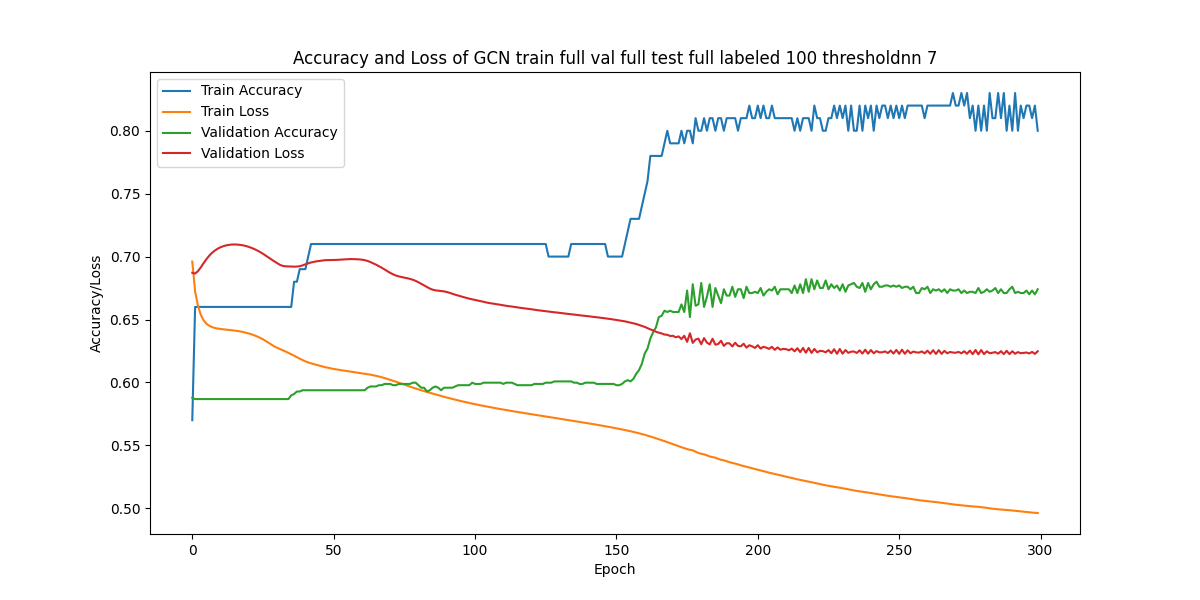 Accuracy and Loss of GCN train full val full test full labeled 100 thresholdnn 7
Train Accuracy
Train Loss
Validation Accuracy
Validation Loss
Accuracy/Loss
0.80
0.75
0.70
0.65
0.60
0.55
0.50
0 50 100 150 200 250 300
Epoch